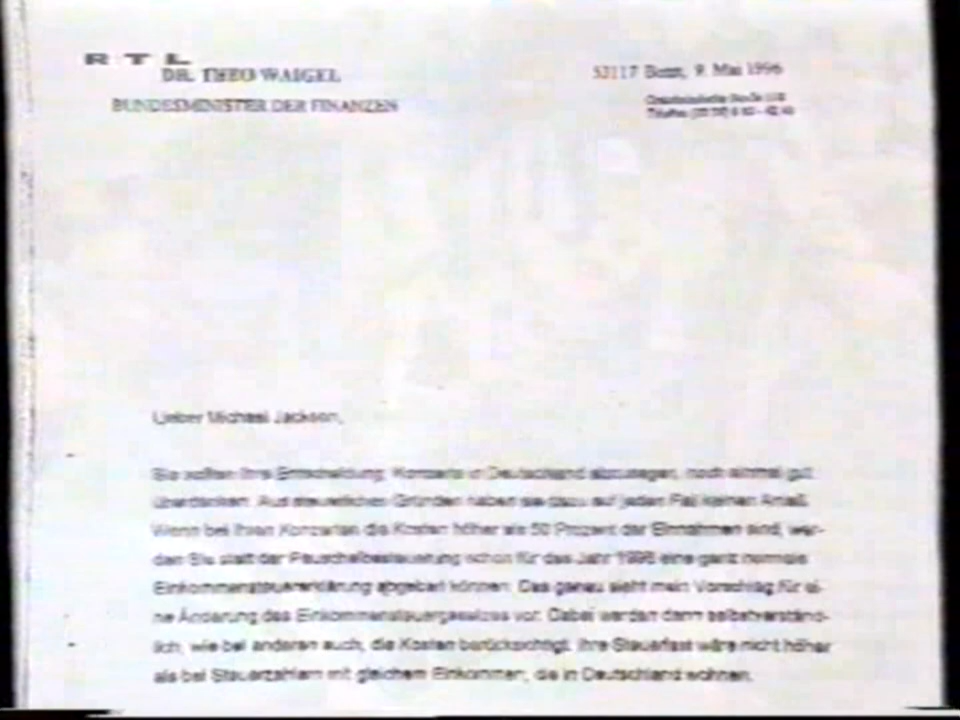 RTL
DR. THEO WAIGEL
BUNDESMINISTER DER FINANZEN
53117 Bonn, 9. Mai 1996
Lieber Michael Jackson,
Sie sollten Ihre Entscheidung, Konzerte in Deutschland abzusagen, noch einmal gut
überdenken. Aus steuerlichen Gründen haben sie dazu auf jeden Fall keinen Anlaß.
Wenn bei Ihren Konzerten die Kosten höher als 50 Prozent der Einnahmen sind, wer-
den Sie statt der Pauschalbesteuerung schon für das Jahr 1996 eine ganz normale
Einkommensteuererklärung abgeben können. Das genau sieht mein Vorschlag für ei-
ne Änderung des Einkommensteuergesetzes vor. Dabei werden dann selbstverständ-
lich, wie bei anderen auch, die Kosten berücksichtigt. Ihre Steuerlast wäre nicht höher
als bei Steuerzahlern mit gleichem Einkommen, die in Deutschland wohnen.